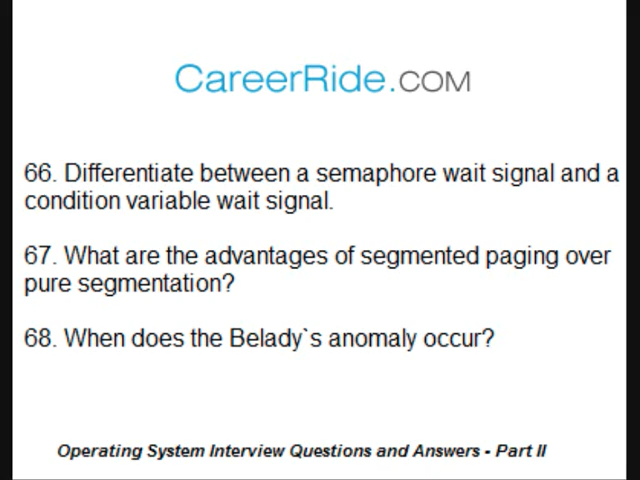 CareerRide.COM
66. Differentiate between a semaphore wait signal and a
condition variable wait signal.
67. What are the advantages of segmented paging over
pure segmentation?
68. When does the Belady`s anomaly occur?
Operating System Interview Questions and Answers - Part II